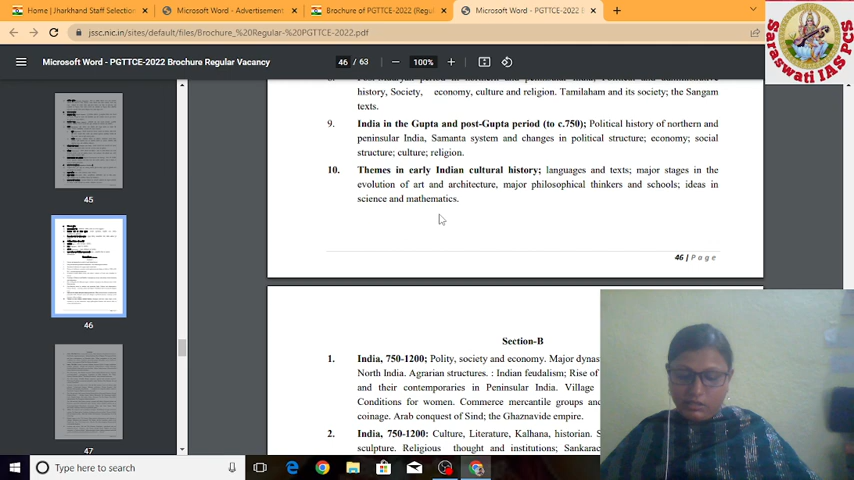 Home | Jharkhand Staff Selection
Microsoft Word - Advertisement
Brochure of PGTTCE-2022 (Regul
Microsoft Word - PGTTCE-2022 B
jssc.nic.in/sites/default/files/Brochure_%20Regular-%20PGTTCE-2022.pdf
Microsoft Word - PGTTCE-2022 Brochure Regular Vacancy
46 / 63
100%
45
46
47
history, Society, economy, culture and religion. Tamilaham and its society; the Sangam
texts.
9. India in the Gupta and post-Gupta period (to c.750); Political history of northern and
peninsular India, Samanta system and changes in political structure; economy; social
structure; culture; religion.
10. Themes in early Indian cultural history; languages and texts; major stages in the
evolution of art and architecture, major philosophical thinkers and schools; ideas in
science and mathematics.
46 | P a g e
Section-B
1. India, 750-1200; Polity, society and economy. Major dynas
North India. Agrarian structures. : Indian feudalism; Rise of
and their contemporaries in Peninsular India. Village
Conditions for women. Commerce mercantile groups and
coinage. Arab conquest of Sind; the Ghaznavide empire.
2. India, 750-1200: Culture, Literature, Kalhana, historian. S
sculpture. Religious thought and institutions; Sankarac
Saraswati IAS PCS
Type here to search